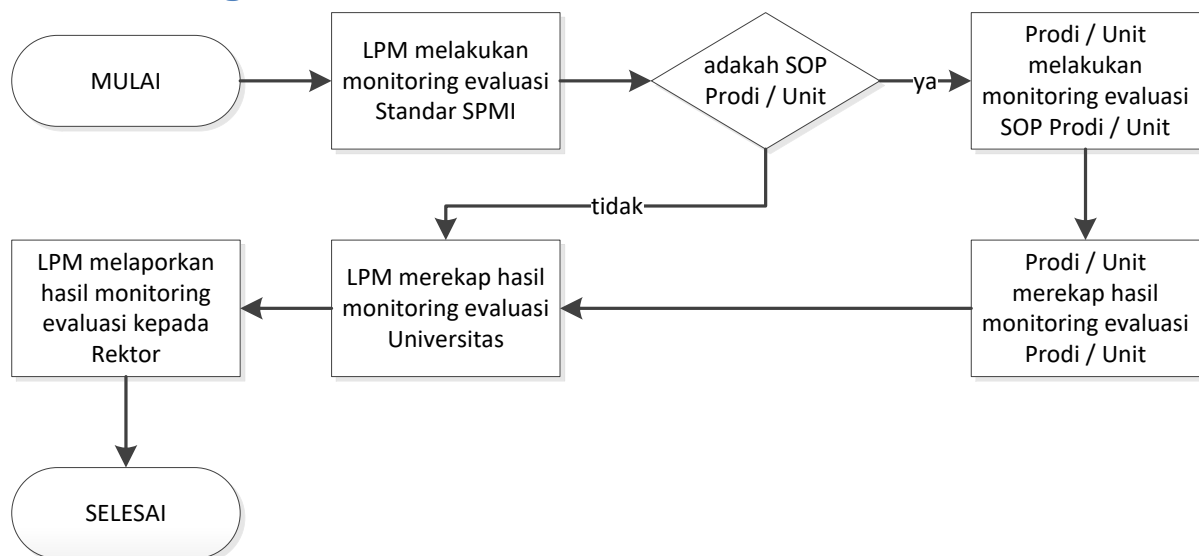 MULAI
LPM melakukan
monitoring evaluasi
Standar SPMI
adakah SOP
Prodi / Unit
ya
Prodi / Unit
melakukan
monitoring evaluasi
SOP Prodi / Unit
tidak
LPM melaporkan
hasil monitoring
evaluasi kepada
Rektor
LPM merekap hasil
monitoring evaluasi
Universitas
Prodi / Unit
merekap hasil
monitoring evaluasi
Prodi / Unit
SELESAI